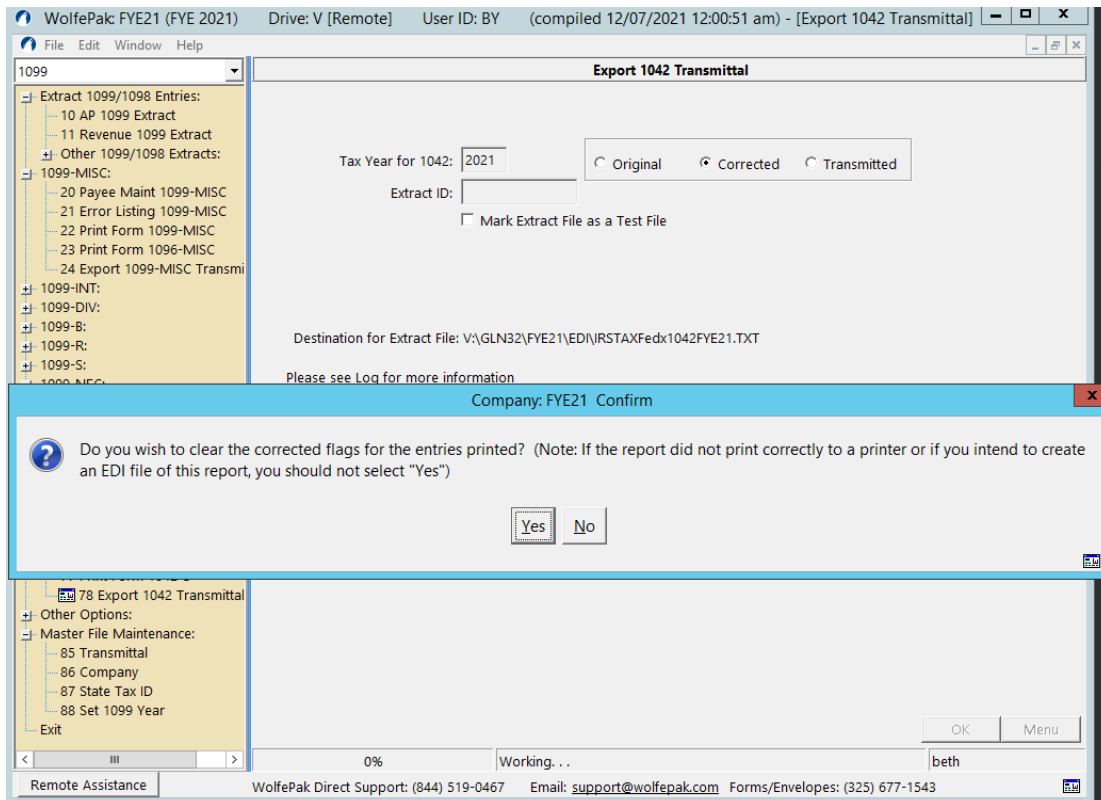 WolfePak: FYE21 (FYE 2021) Drive: V [Remote] User ID: BY (compiled 12/07/2021 12:00:51 am) - [Export 1042 Transmittal]
File Edit Window Help
1099
Export 1042 Transmittal
Extract 1099/1098 Entries:
10 AP 1099 Extract
11 Revenue 1099 Extract
Other 1099/1098 Extracts:
1099-MISC:
20 Payee Maint 1099-MISC
21 Error Listing 1099-MISC
22 Print Form 1099-MISC
23 Print Form 1096-MISC
24 Export 1099-MISC Transmi
1099-INT:
1099-DIV:
1099-B:
1099-R:
1099-S:
1099-NEC:
Tax Year for 1042: 2021
Original Corrected Transmitted
Extract ID:
Mark Extract File as a Test File
Destination for Extract File: V:\GLN32\FYE21\EDI\IRSTAXFedx1042FYE21.TXT
Please see Log for more information
Company: FYE21 Confirm
Do you wish to clear the corrected flags for the entries printed? (Note: If the report did not print correctly to a printer or if you intend to create
an EDI file of this report, you should not select "Yes")
Yes No
78 Export 1042 Transmittal
Other Options:
Master File Maintenance:
85 Transmittal
86 Company
87 State Tax ID
88 Set 1099 Year
Exit
OK Menu
0% Working. . . beth
Remote Assistance WolfePak Direct Support: (844) 519-0467 Email: support@wolfepak.com Forms/Envelopes: (325) 677-1543